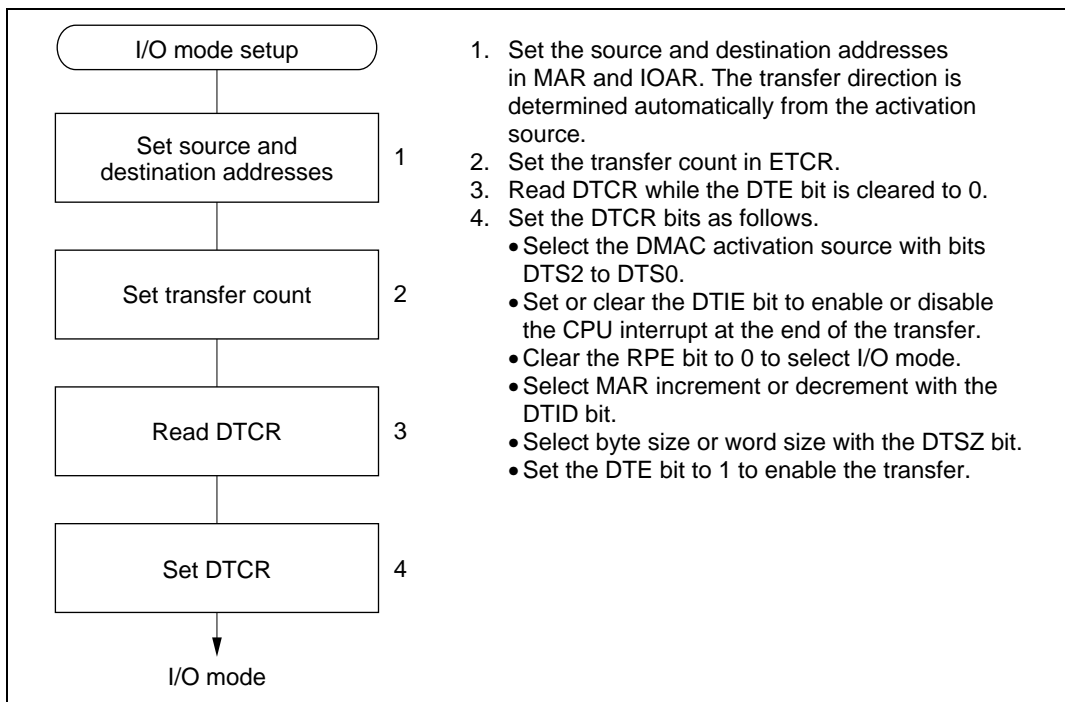 I/O mode setup
Set source and
destination addresses
1
Set transfer count
2
Read DTCR
3
Set DTCR
4
I/O mode
1. Set the source and destination addresses
in MAR and IOAR. The transfer direction is
determined automatically from the activation
source.
2. Set the transfer count in ETCR.
3. Read DTCR while the DTE bit is cleared to 0.
4. Set the DTCR bits as follows.
• Select the DMAC activation source with bits
DTS2 to DTS0.
• Set or clear the DTIE bit to enable or disable
the CPU interrupt at the end of the transfer.
• Clear the RPE bit to 0 to select I/O mode.
• Select MAR increment or decrement with the
DTID bit.
• Select byte size or word size with the DTSZ bit.
• Set the DTE bit to 1 to enable the transfer.